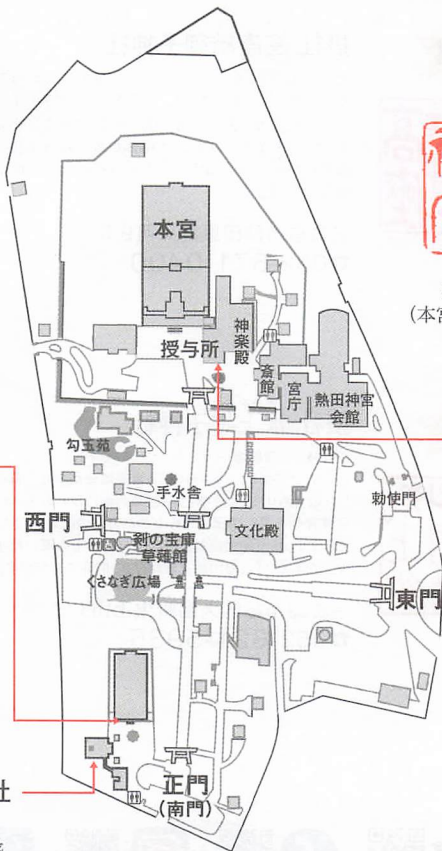 本宮
神楽殿
授与所
斎館
宮庁
熱田神宮
会館
(本宮
勾玉苑
手水舎
勅使門
西門
文化殿
剣の宝庫
草薙館
くさなぎ広場
東門
社
正門
(南門)